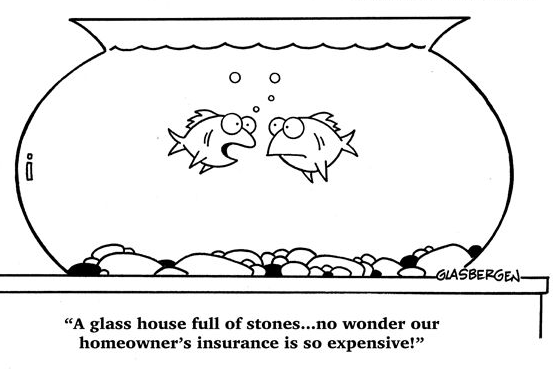 GLASBERGEN
“A glass house full of stones...no wonder our
homeowner’s insurance is so expensive!”